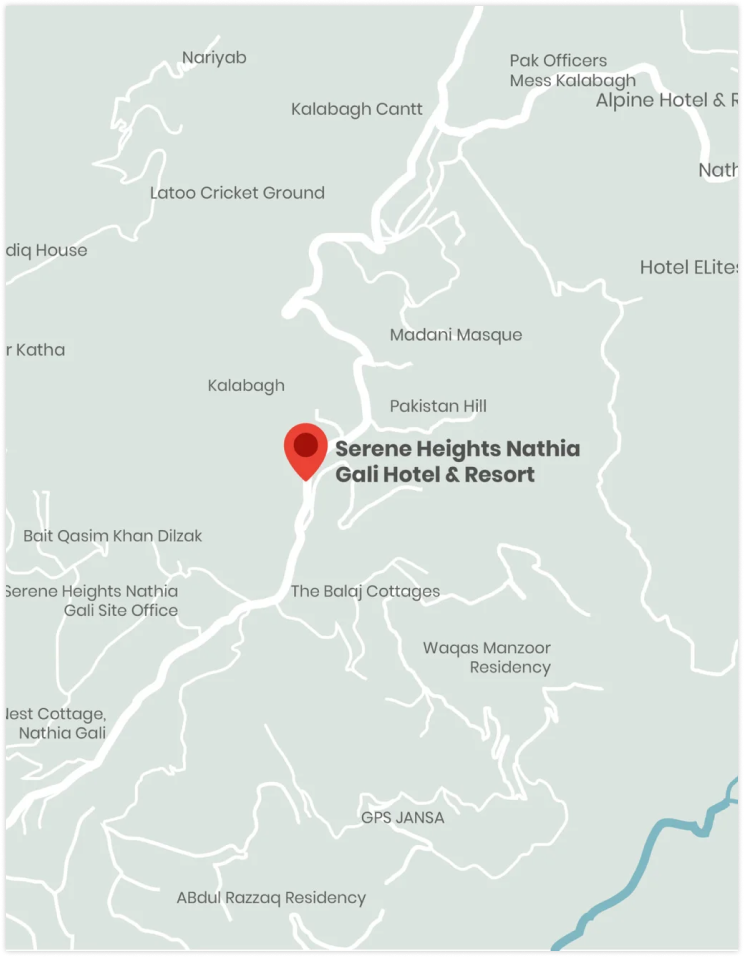 Nariyab
Pak Officers
Mess Kalabagh
Alpine Hotel & R
Kalabagh Cantt
Nath
Latoo Cricket Ground
diq House
Hotel ELites
Madani Masque
r Katha
Kalabagh
Pakistan Hill
Serene Heights Nathia
Gali Hotel & Resort
Bait Qasim Khan Dilzak
Serene Heights Nathia
Gali Site Office
The Balaj Cottages
Waqas Manzoor
Residency
Nest Cottage,
Nathia Gali
GPS JANSA
ABdul Razzaq Residency